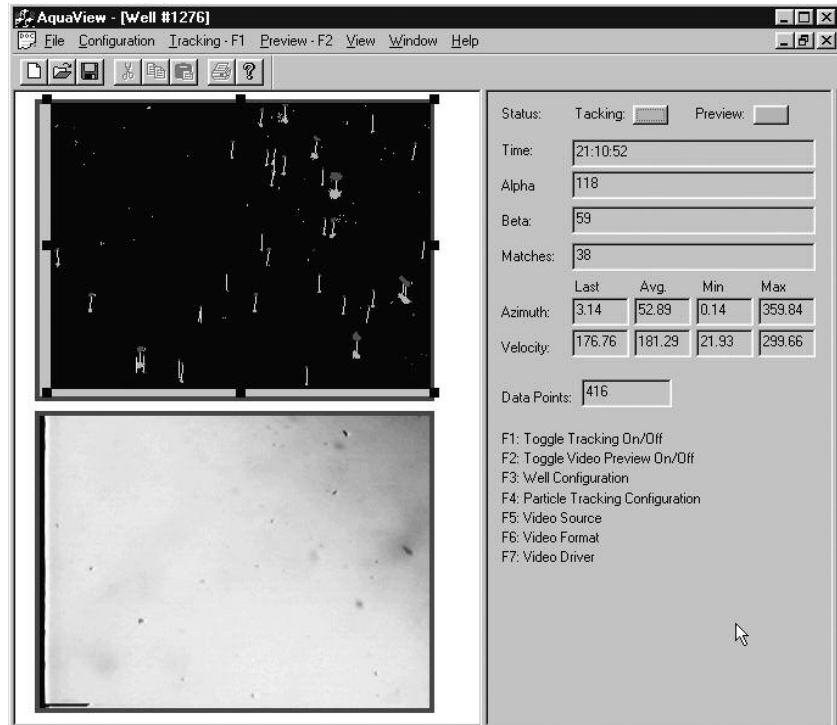 AquaView - [Well #1276]
File Configuration Tracking - F1 Preview - F2 View Window Help
Status: Tacking: Preview:
Time: 21:10:52
Alpha 118
Beta: 59
Matches: 38
Last Avg. Min Max
Azimuth: 3.14 52.89 0.14 359.84
Velocity: 176.76 181.29 21.93 299.66
Data Points: 416
F1: Toggle Tracking On/Off
F2: Toggle Video Preview On/Off
F3: Well Configuration
F4: Particle Tracking Configuration
F5: Video Source
F6: Video Format
F7: Video Driver